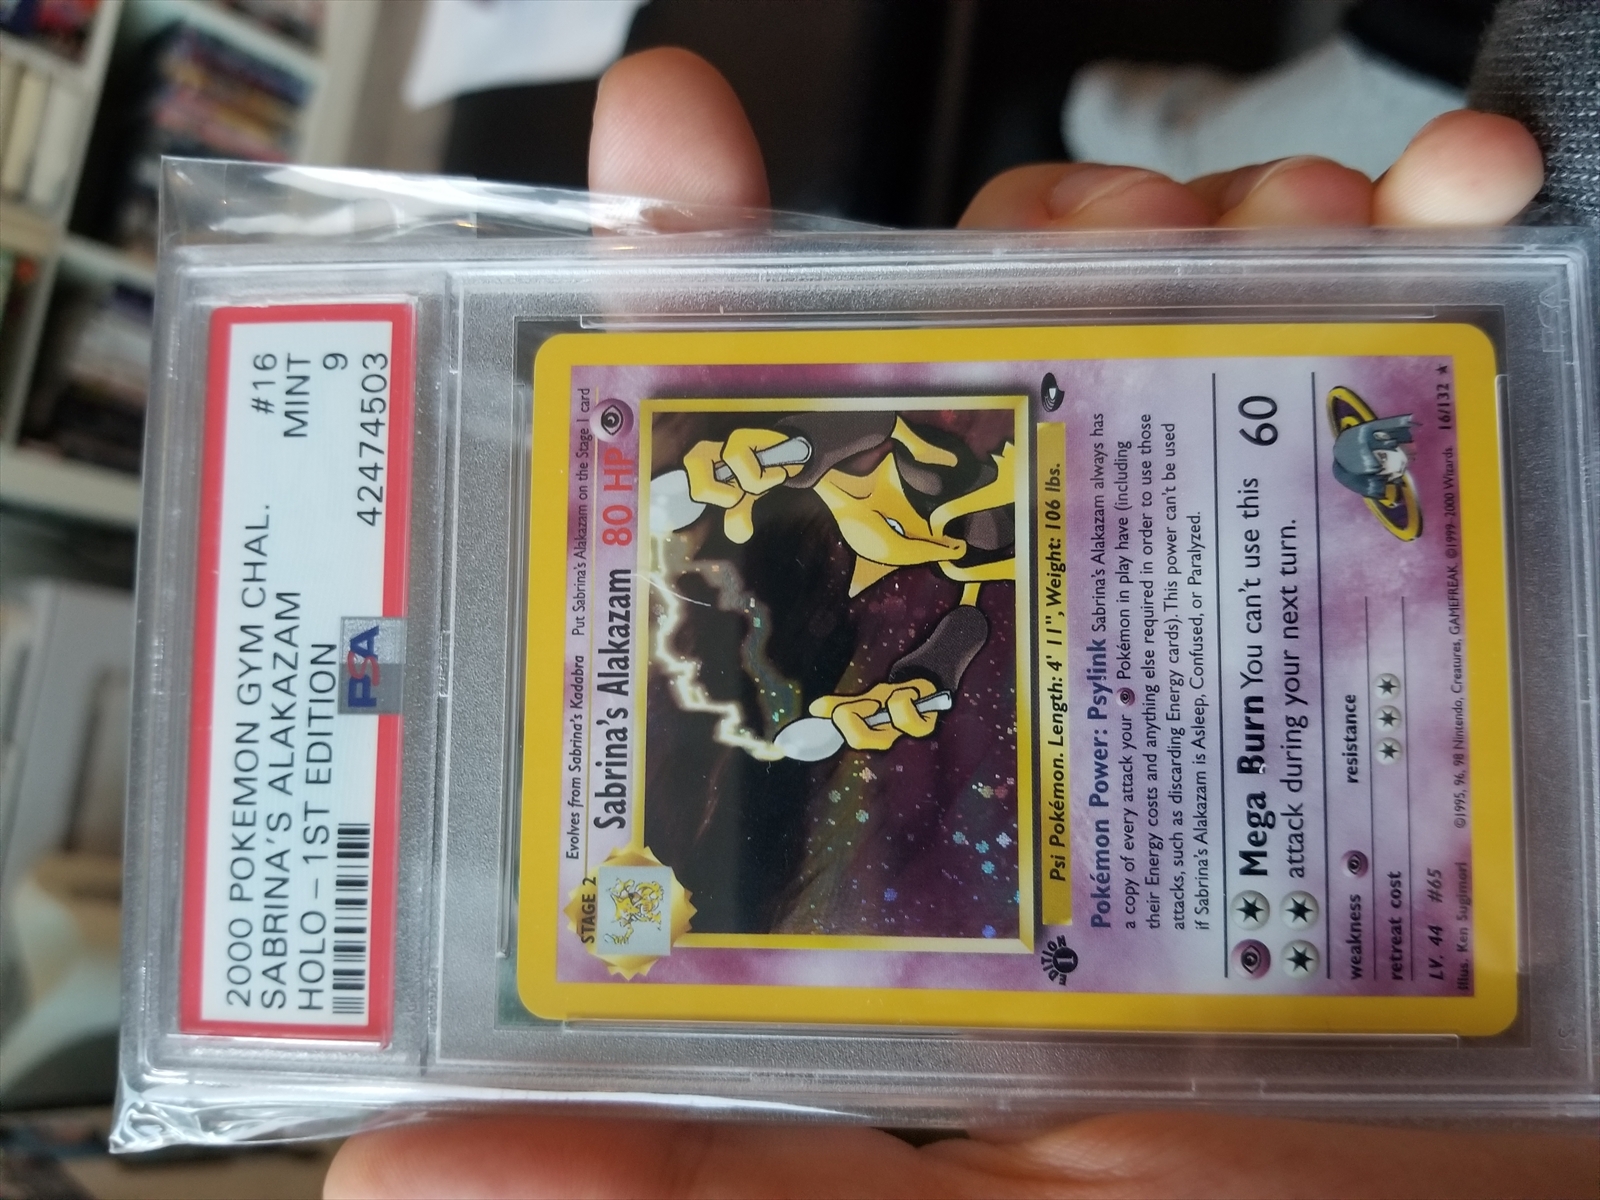 2000 POKEMON GYM CHAL. #16
SABRINA'S ALAKAZAM MINT
HOLO – 1ST EDITION 9
42474503
PSA
Evolves from Sabrina's Kadabra Put Sabrina's Alakazam on the Stage 1 card
STAGE 2
Sabrina's Alakazam 80 HP
EDITION
1
Psi Pokémon. Length: 4' 11", Weight: 106 lbs.
Pokémon Power: Psylink Sabrina's Alakazam always has
a copy of every attack your Pokémon in play have (including
their Energy costs and anything else required in order to use those
attacks, such as discarding Energy cards). This power can't be used
if Sabrina's Alakazam is Asleep, Confused, or Paralyzed.
Mega Burn You can't use this 60
attack during your next turn.
weakness resistance
retreat cost
LV. 44 #65
Illus. Ken Sugimori ©1995, 96, 98 Nintendo, Creatures, GAMEFREAK. ©1999–2000 Wizards 16/132 ★